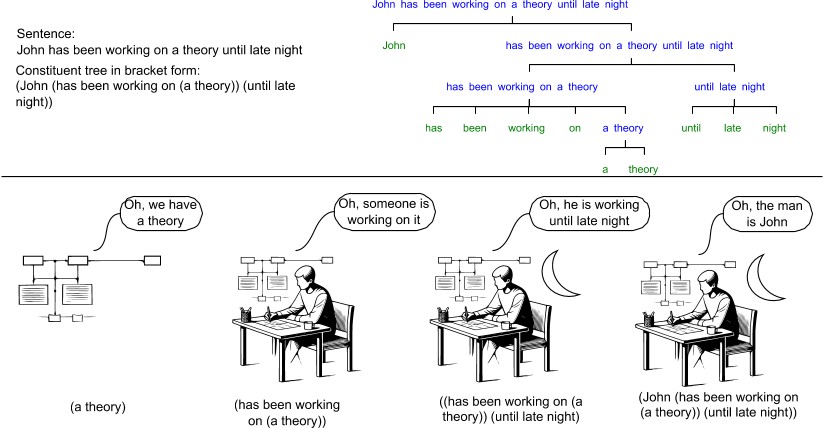 Sentence:
John has been working on a theory until late night
Constituent tree in bracket form:
(John (has been working on (a theory)) (until late
night))
John has been working on a theory until late night
John
has been working on a theory until late night
has been working on a theory
until late night
has been working on a theory
until late night
a theory
Oh, we have
a theory
Oh, someone is
working on it
Oh, he is working
until late night
Oh, the man
is John
(a theory)
(has been working
on (a theory))
((has been working on (a
theory)) (until late night)
(John (has been working on
(a theory)) (until late night))